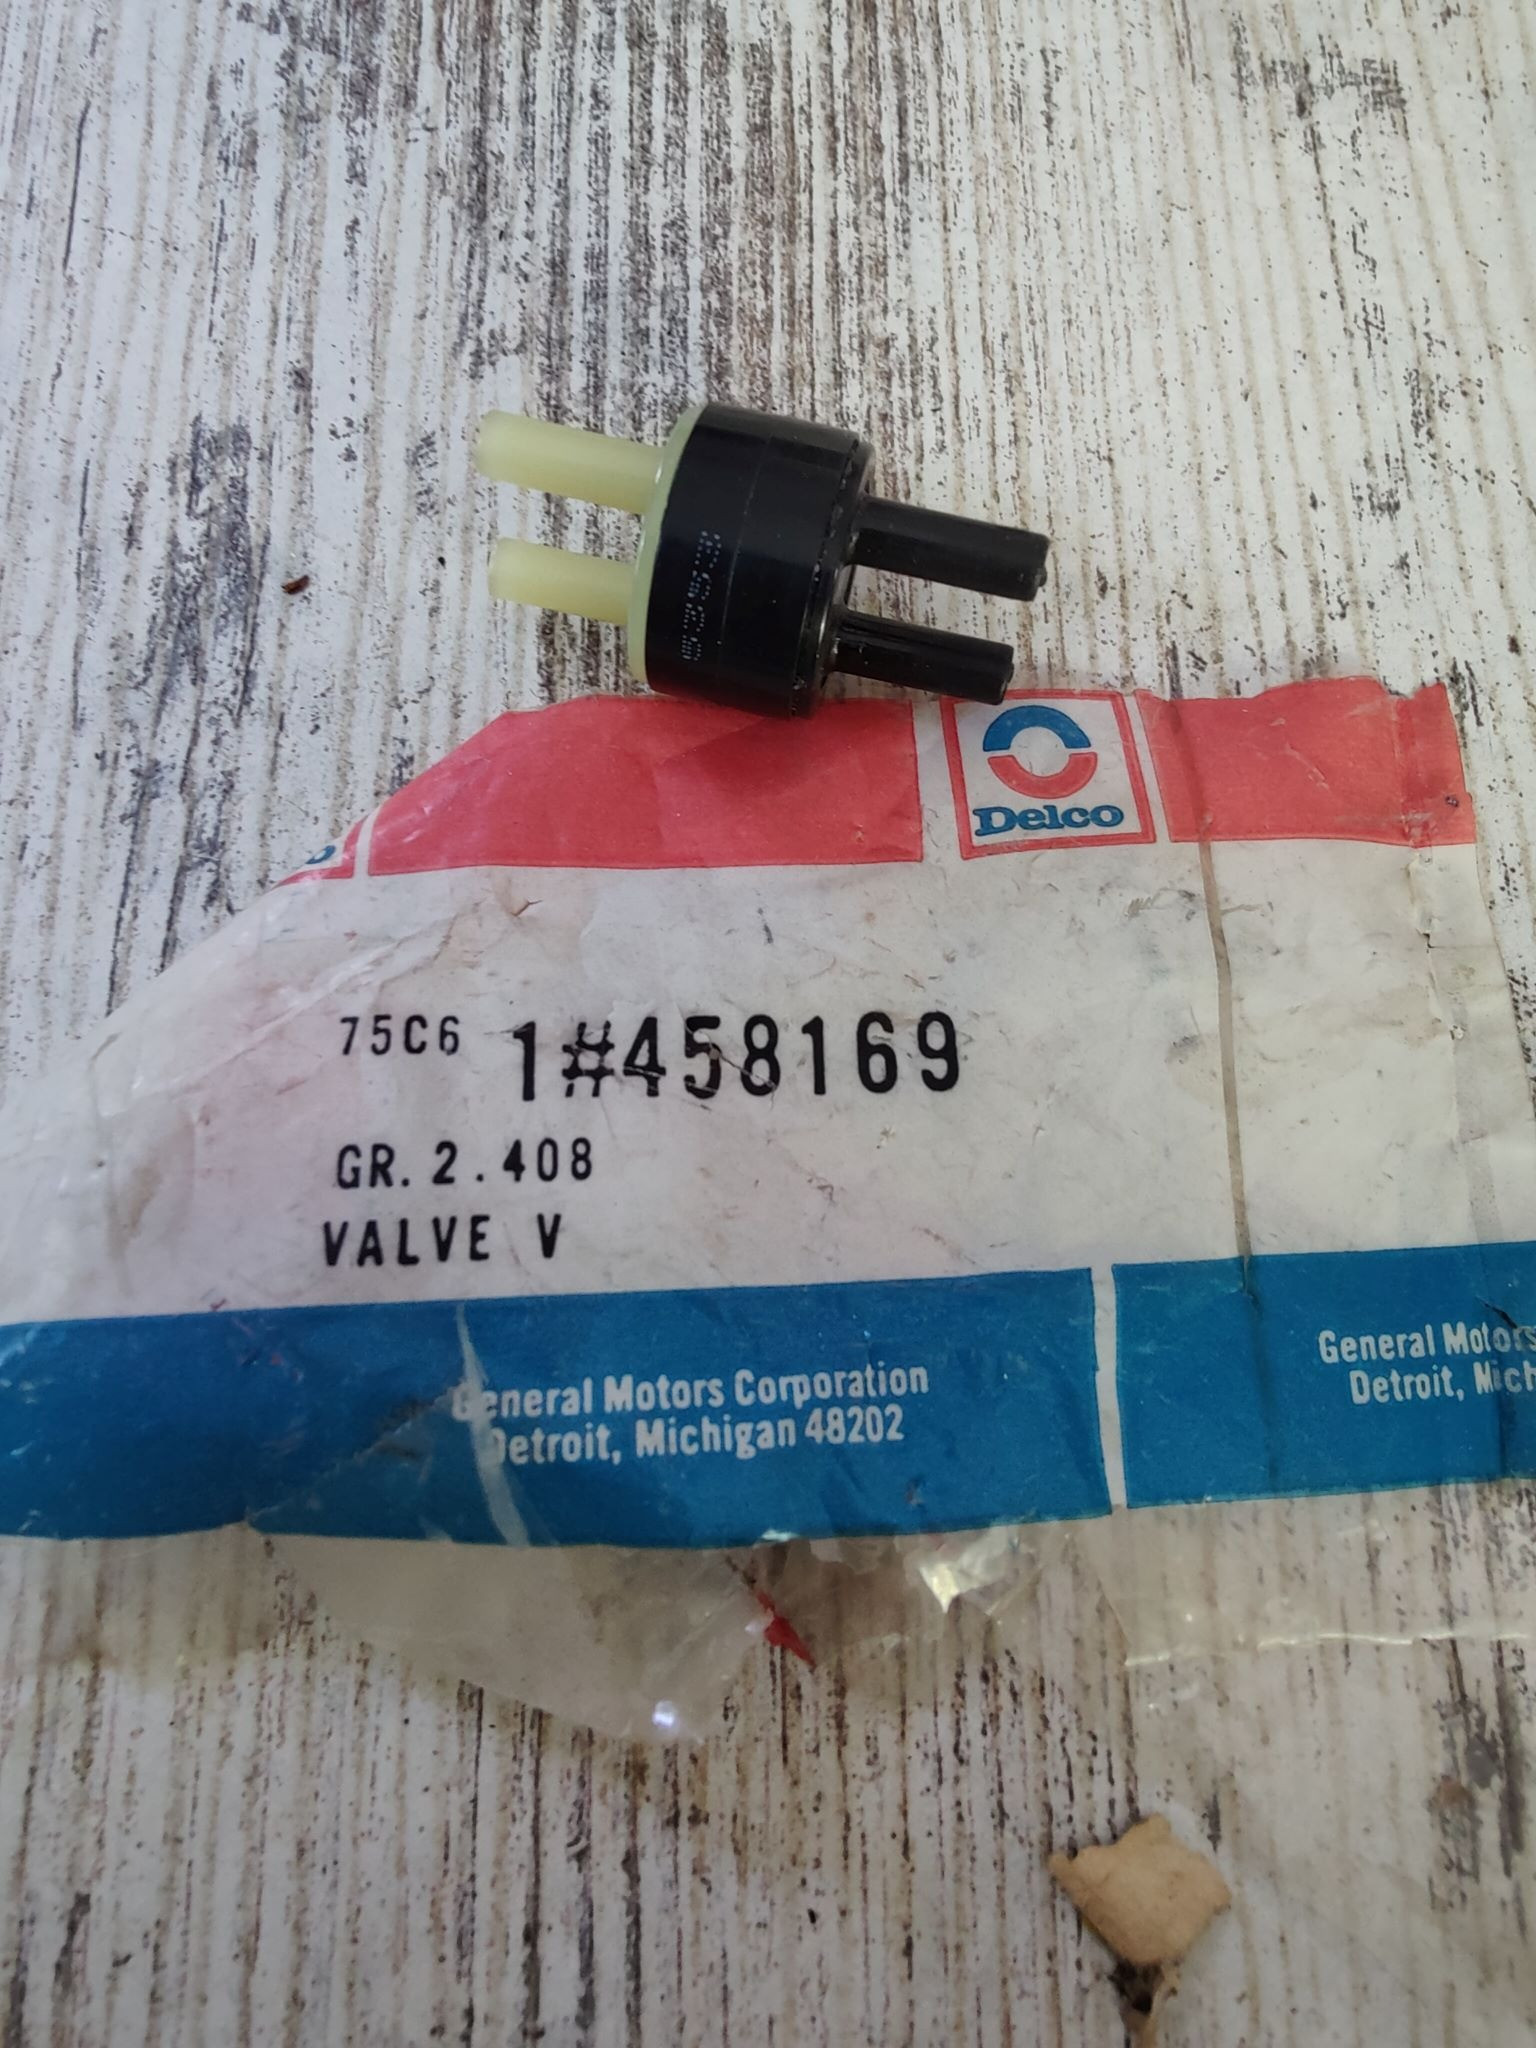 Delco
75C6 1#458169
GR. 2.408
VALVE V
General Motors Corporation
Detroit, Michigan 48202
General Motors
Detroit, Mich